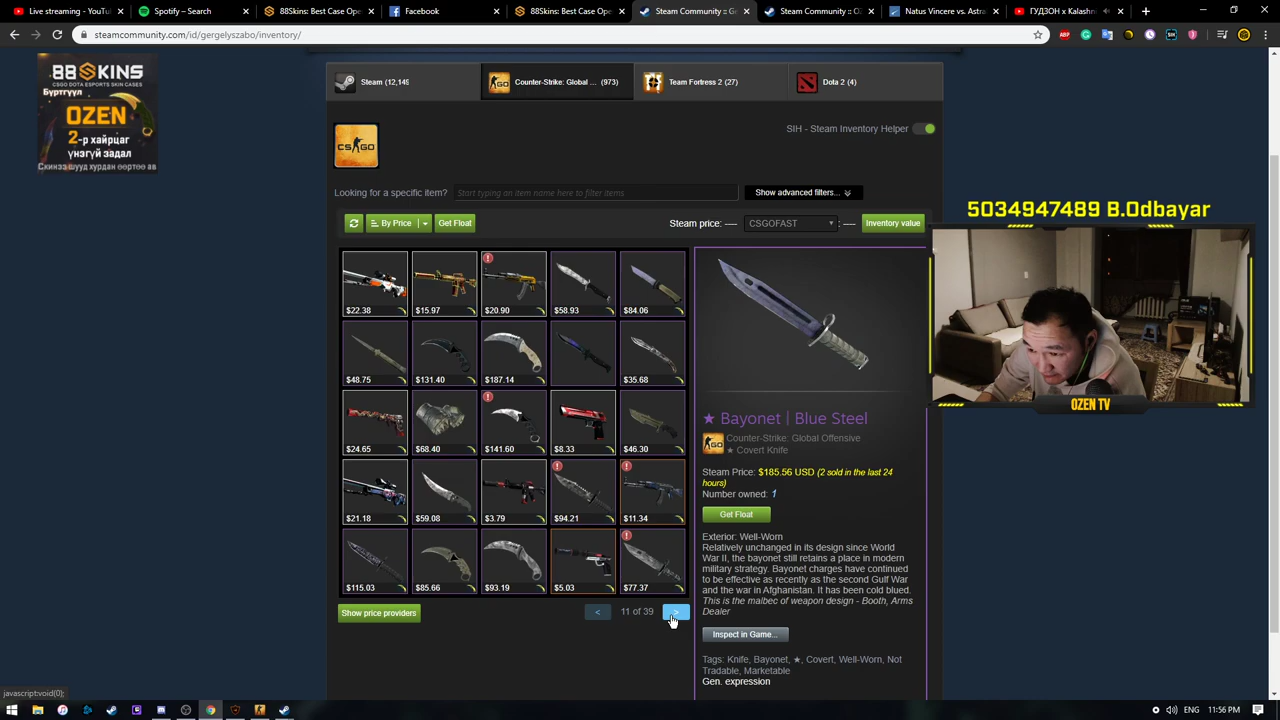 Live streaming - YouTu
Spotify – Search
88Skins: Best Case Ope
Facebook
88Skins: Best Case Ope
Steam Community :: Ge
Steam Community :: OZ
Natus Vincere vs. Astra
ГУДЗОН x Kalashni
steamcommunity.com/id/gergelyszabo/inventory/
88SKINS
CSGO DOTA ESPORTS SKIN CASES
Бүртгүүл
OZEN
2-р хайрцаг
үнэгүй задал
Скинээ шууд хурдан өөртөө ав
Steam (12,149
Counter-Strike: Global ... (973)
Team Fortress 2 (27)
Dota 2 (4)
CS GO
SIH - Steam Inventory Helper
Looking for a specific item?
Start typing an item name here to filter items
Show advanced filters...
By Price
Get Float
Steam price: —
CSGOFAST
: —
Inventory value
5034947489 B.Odbayar
$22.38
$15.97
$20.90
$58.93
$84.06
$48.75
$131.40
$187.14
$35.68
$24.65
$68.40
$141.60
$8.33
$46.30
$21.18
$59.08
$3.79
$94.21
$11.34
$115.03
$85.66
$93.19
$5.03
$77.37
Show price providers
<
11 of 39
>
★ Bayonet | Blue Steel
Counter-Strike: Global Offensive
★ Covert Knife
Steam Price: $185.56 USD (2 sold in the last 24
hours)
Number owned: 1
Get Float
Exterior: Well-Worn
Relatively unchanged in its design since World
War II, the bayonet still retains a place in modern
military strategy. Bayonet charges have continued
to be effective as recently as the second Gulf War
and the war in Afghanistan. It has been cold blued.
This is the maibec of weapon design - Booth, Arms
Dealer
Inspect in Game...
Tags: Knife, Bayonet, ★, Covert, Well-Worn, Not
Tradable, Marketable
Gen. expression
OZEN TV
javascript:void(0);
ENG
11:56 PM